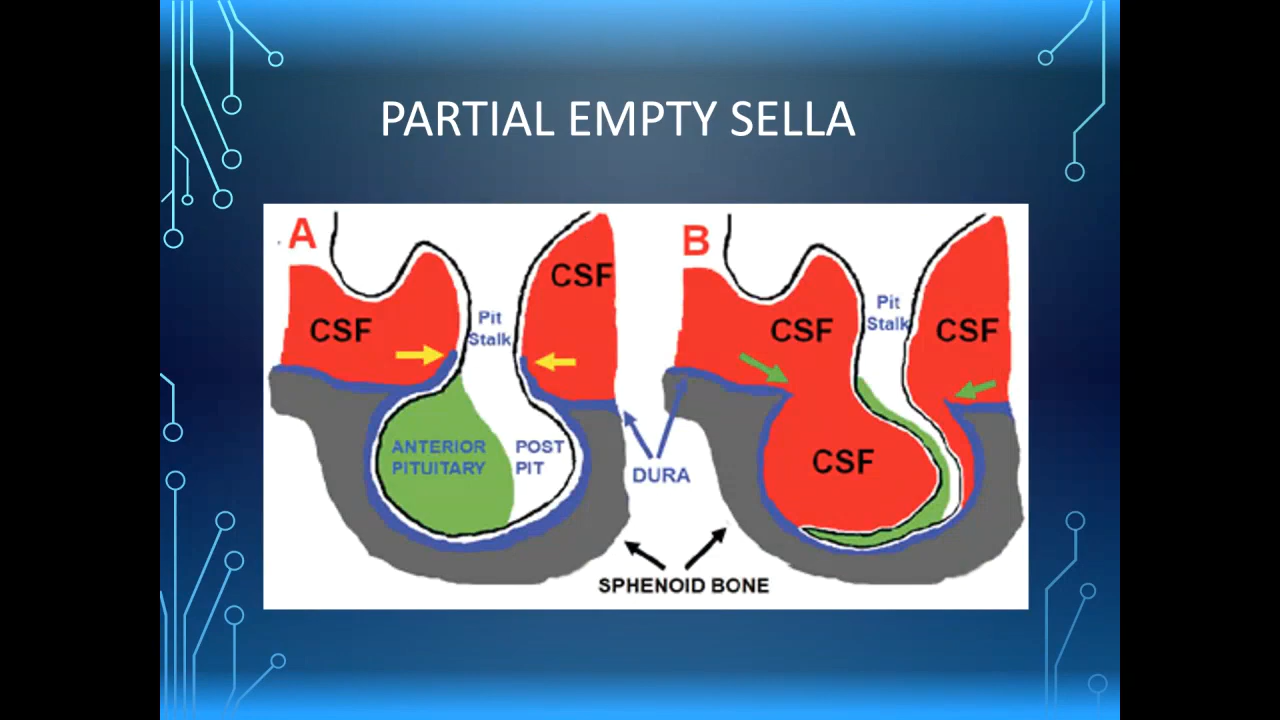 PARTIAL EMPTY SELLA
A
CSF
CSF
Pit
Stalk
ANTERIOR
PITUITARY
POST
PIT
B
CSF
CSF
Pit
Stalk
CSF
DURA
SPHENOID BONE